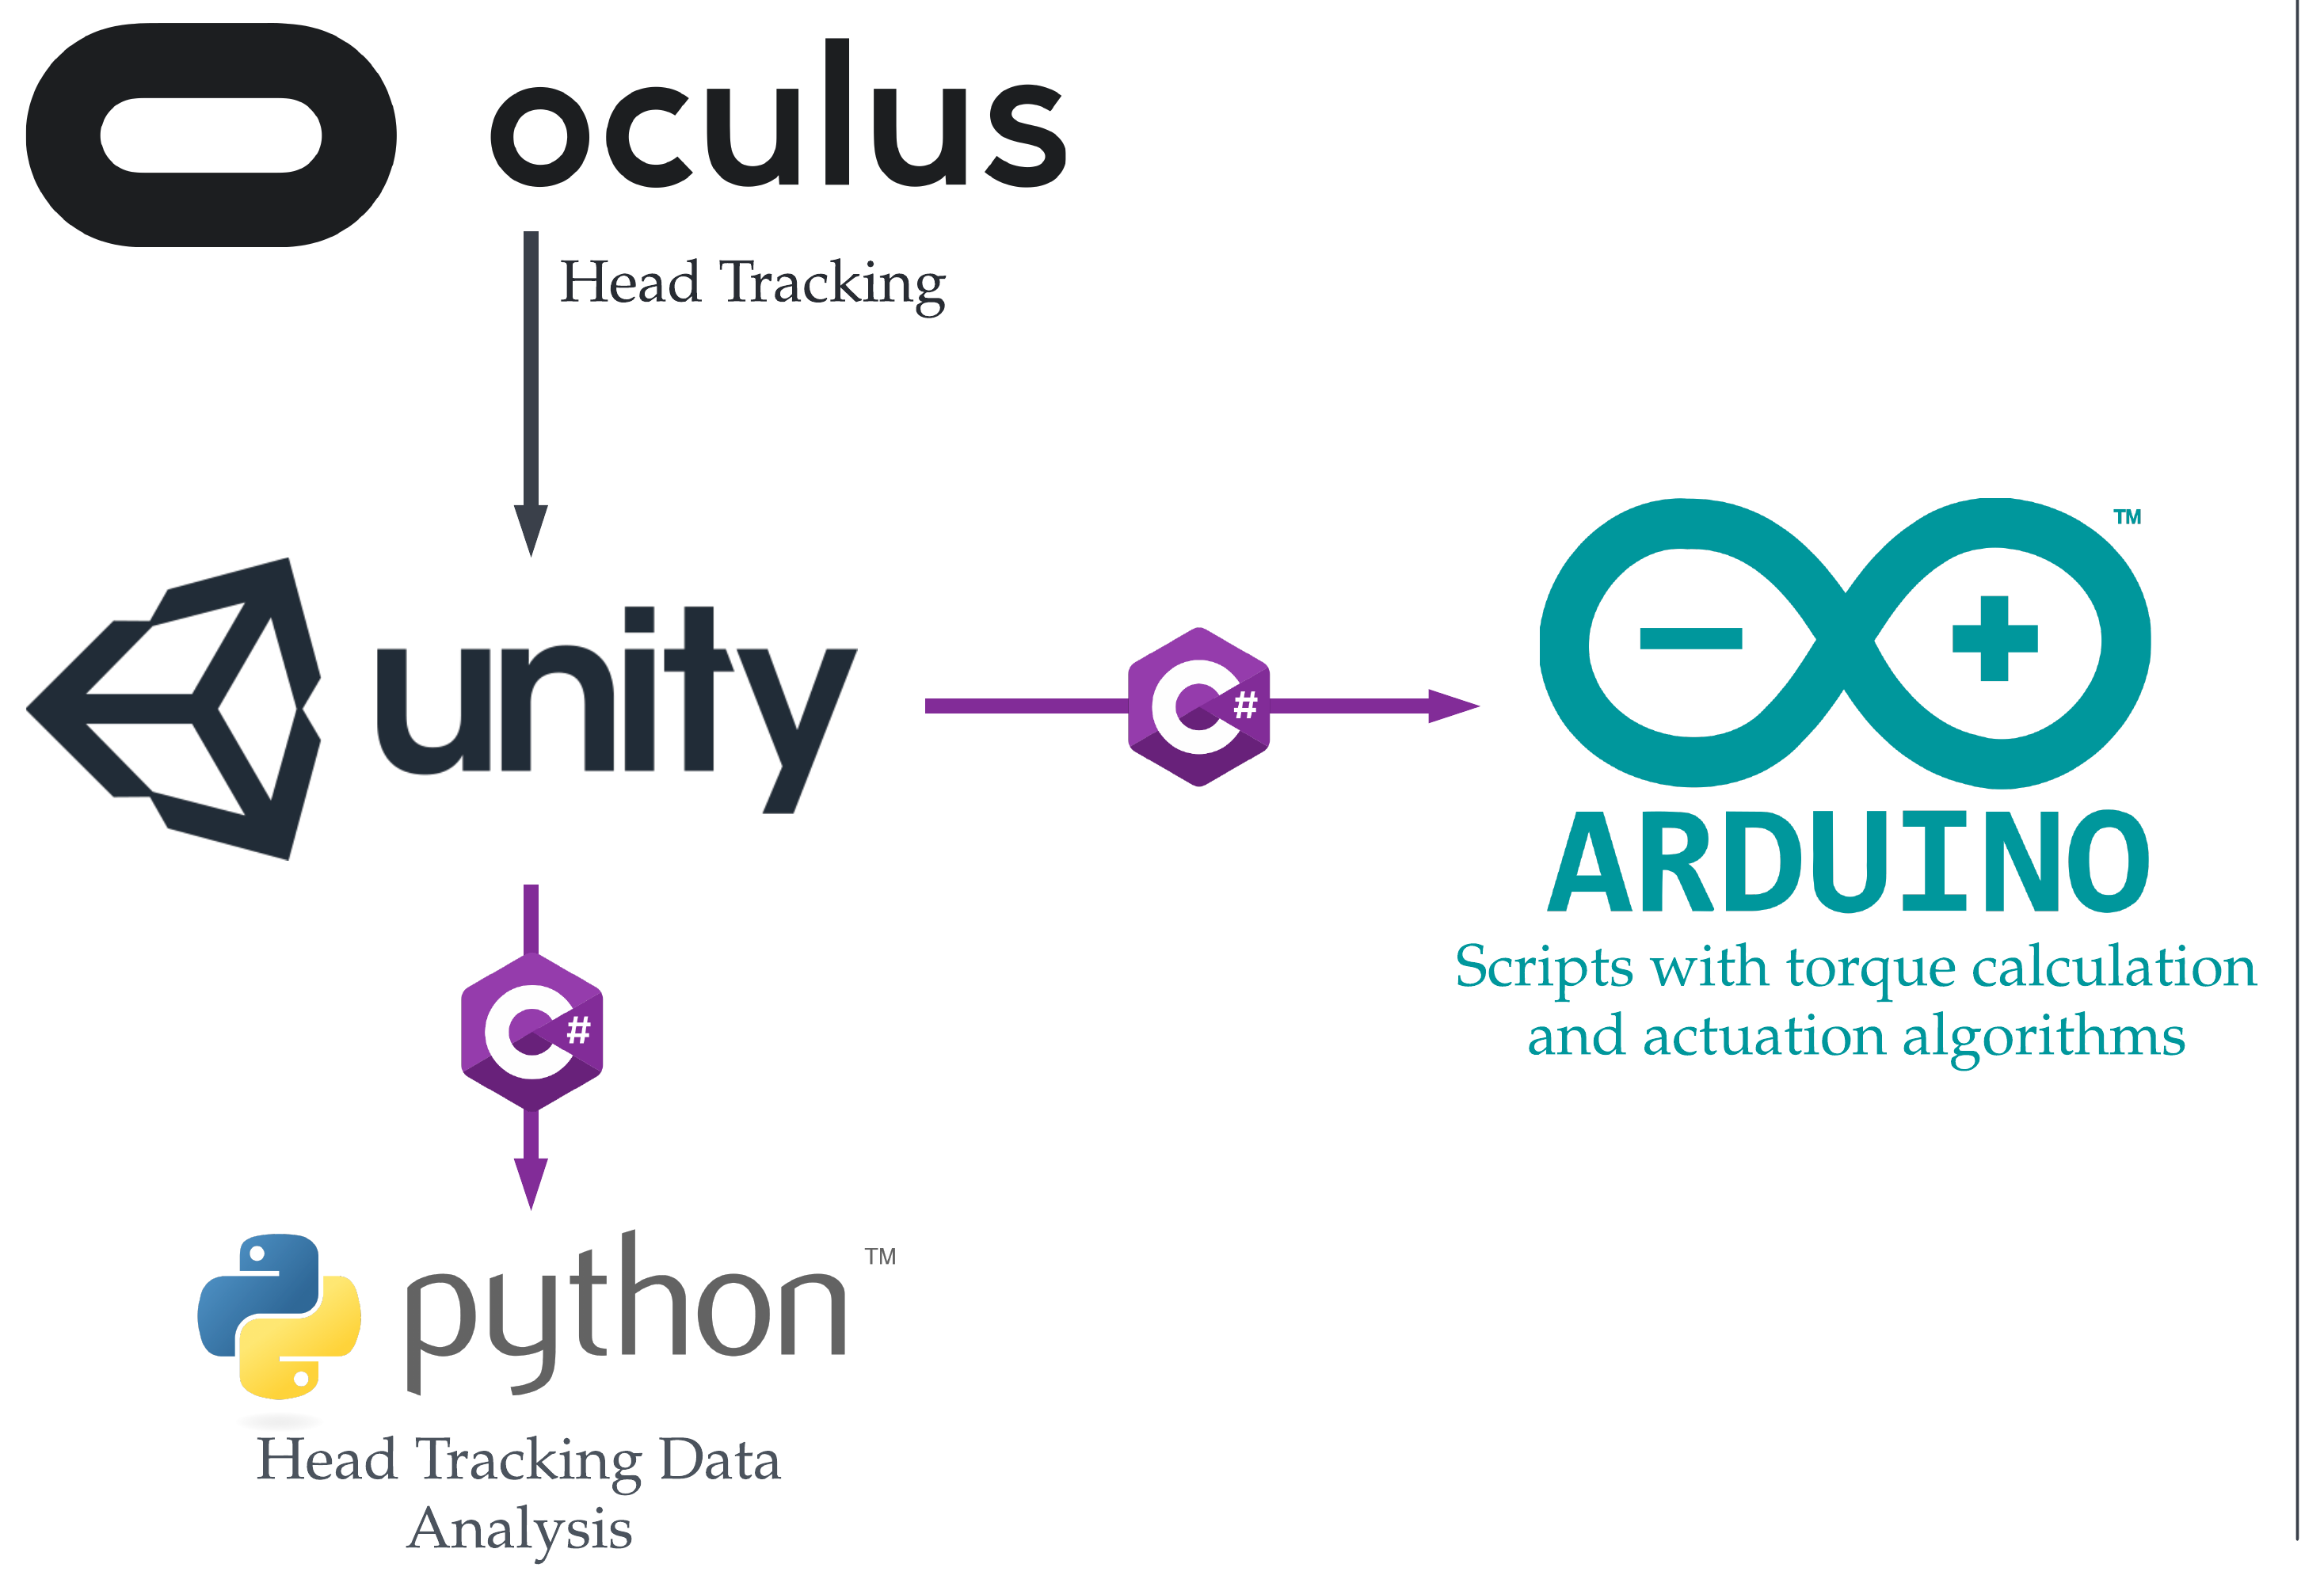 oculus
Head Tracking
unity
C#
TM
ARDUINO
Scripts with torque calculation
and actuation algorithms
C#
python TM
Head Tracking Data
Analysis